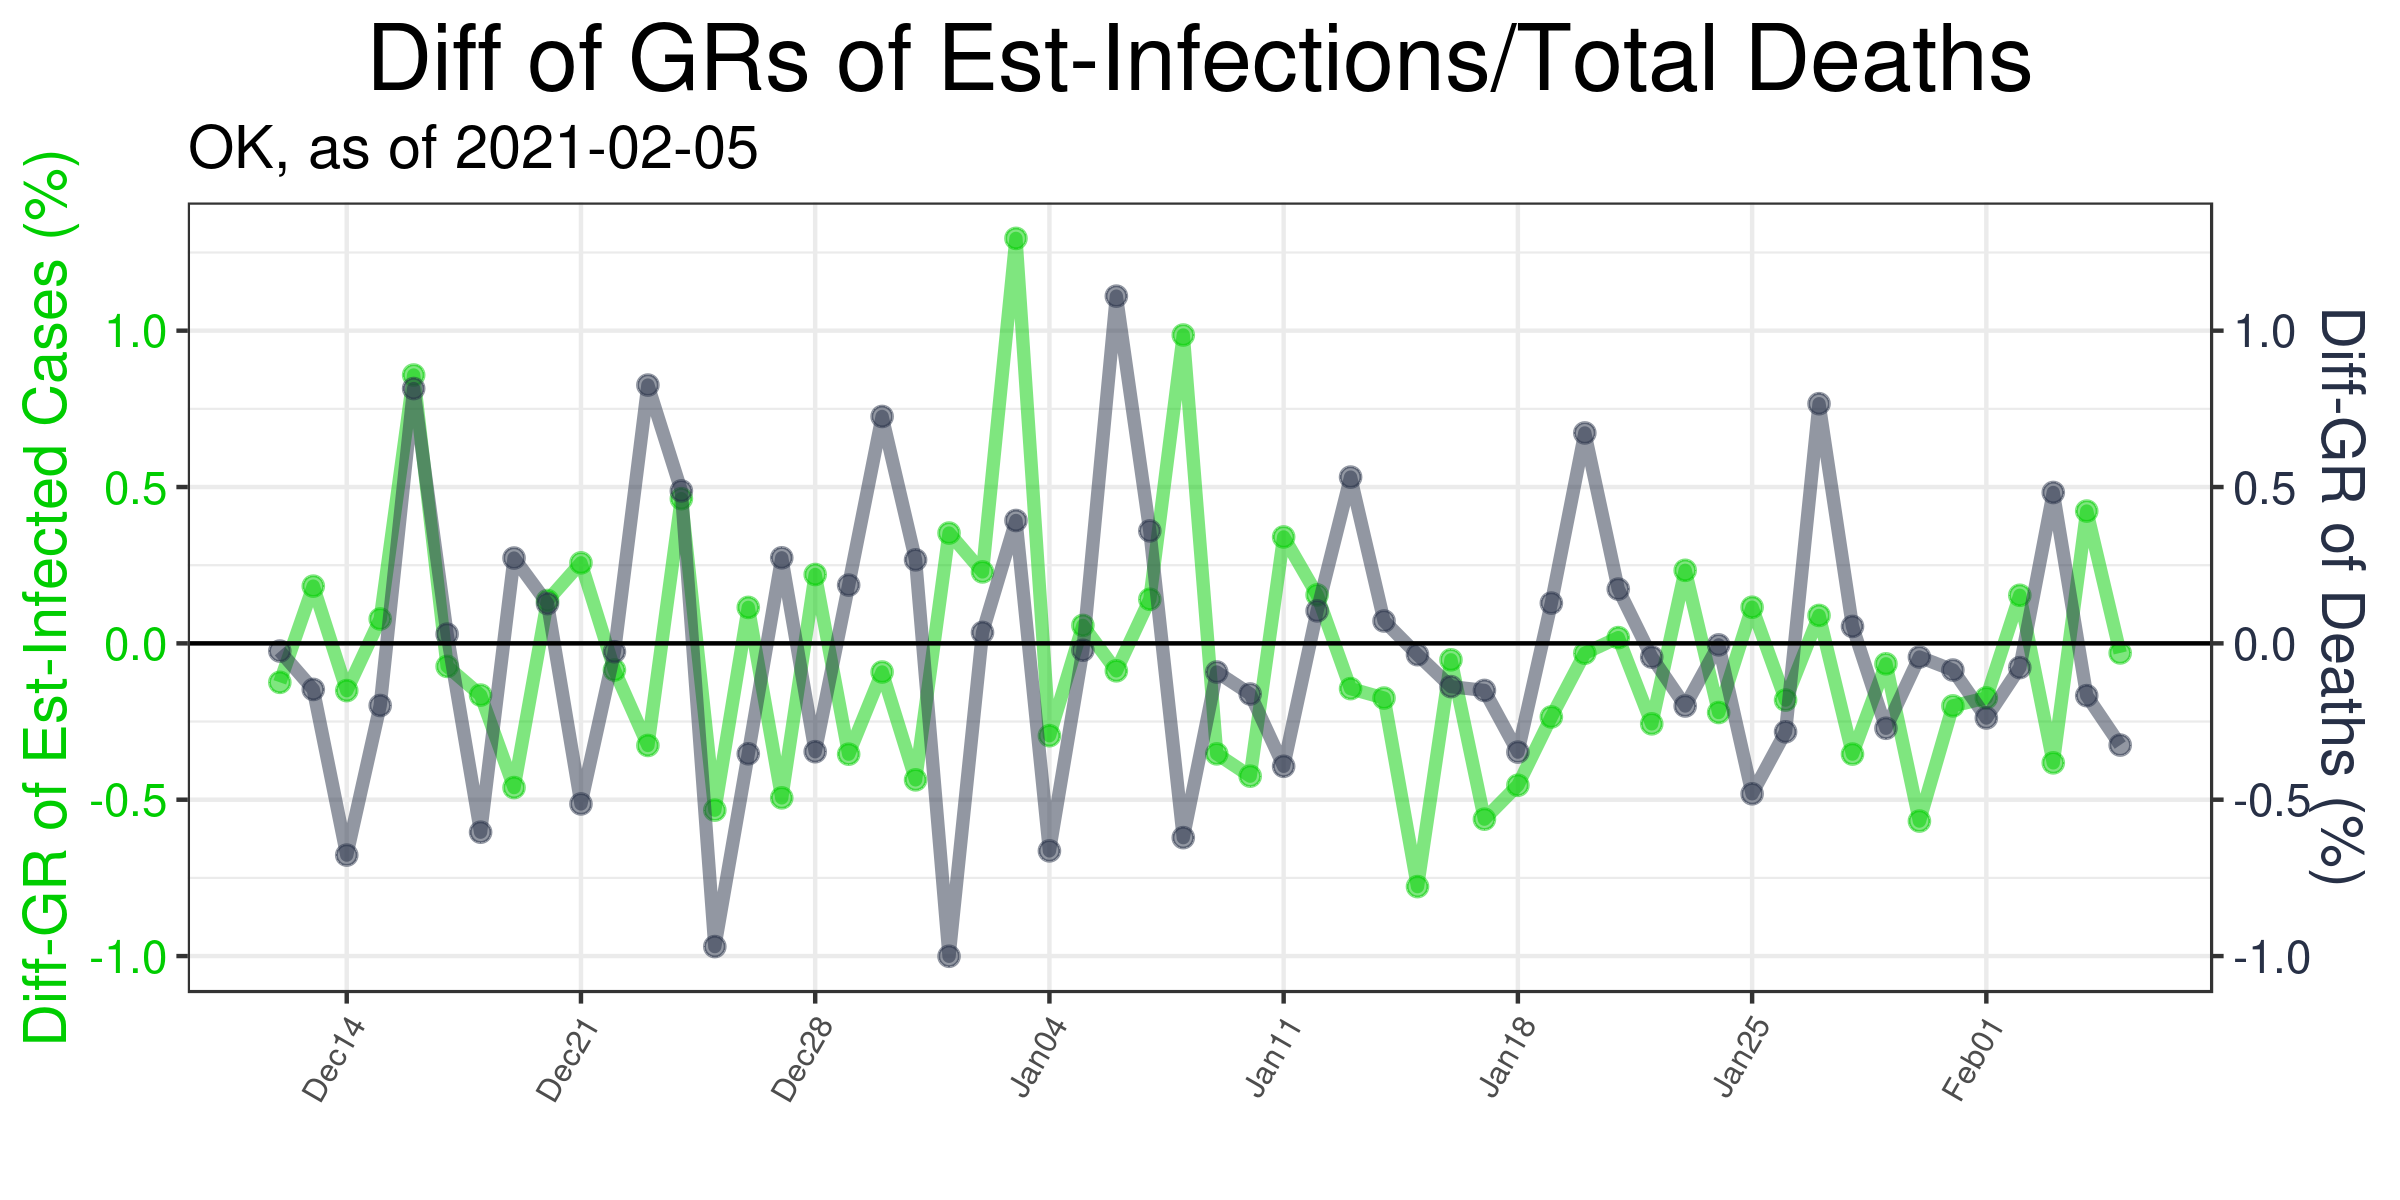 Diff of GRs of Est-Infections/Total Deaths
OK, as of 2021-02-05
Diff-GR of Est-Infected Cases (%)
1.0
0.5
0.0
-0.5
-1.0
1.0
0.5
0.0
-0.5
-1.0
Diff-GR of Deaths (%)
Dec14
Dec21
Dec28
Jan04
Jan11
Jan18
Jan25
Feb01